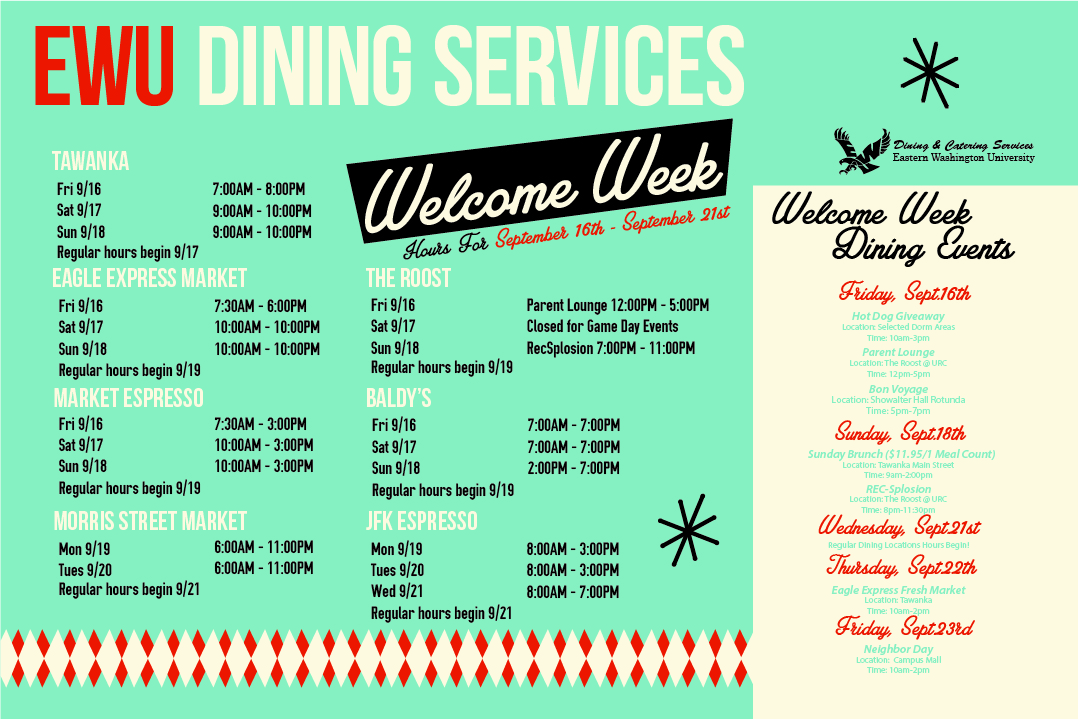 EWU DINING SERVICES
Dining & Catering Services
Eastern Washington University
Welcome Week
Hours For September 16th - September 21st
TAWANKA
Fri 9/16 7:00AM - 8:00PM
Sat 9/17 9:00AM - 10:00PM
Sun 9/18 9:00AM - 10:00PM
Regular hours begin 9/17
EAGLE EXPRESS MARKET
Fri 9/16 7:30AM - 6:00PM
Sat 9/17 10:00AM - 10:00PM
Sun 9/18 10:00AM - 10:00PM
Regular hours begin 9/19
MARKET ESPRESSO
Fri 9/16 7:30AM - 3:00PM
Sat 9/17 10:00AM - 3:00PM
Sun 9/18 10:00AM - 3:00PM
Regular hours begin 9/19
MORRIS STREET MARKET
Mon 9/19 6:00AM - 11:00PM
Tues 9/20 6:00AM - 11:00PM
Regular hours begin 9/21
THE ROOST
Fri 9/16 Parent Lounge 12:00PM - 5:00PM
Sat 9/17 Closed for Game Day Events
Sun 9/18 RecSplosion 7:00PM - 11:00PM
Regular hours begin 9/19
BALDY'S
Fri 9/16 7:00AM - 7:00PM
Sat 9/17 7:00AM - 7:00PM
Sun 9/18 2:00PM - 7:00PM
Regular hours begin 9/19
JFK ESPRESSO
Mon 9/19 8:00AM - 3:00PM
Tues 9/20 8:00AM - 3:00PM
Wed 9/21 8:00AM - 7:00PM
Regular hours begin 9/21
Welcome Week
Dining Events
Friday, Sept.16th
Hot Dog Giveaway
Location: Selected Dorm Areas
Time: 10am-3pm
Parent Lounge
Location: The Roost @ URC
Time: 12pm-5pm
Bon Voyage
Location: Showalter Hall Rotunda
Time: 5pm-7pm
Sunday, Sept.18th
Sunday Brunch ($11.95/1 Meal Count)
Location: Tawanka Main Street
Time: 9am-2:00pm
REC-Splosion
Location: The Roost @ URC
Time: 8pm-11:30pm
Wednesday, Sept.21st
Regular Dining Locations Hours Begin!
Thursday, Sept.22th
Eagle Express Fresh Market
Location: Tawanka
Time: 10am-2pm
Friday, Sept.23rd
Neighbor Day
Location: Campus Mall
Time: 10am-2pm